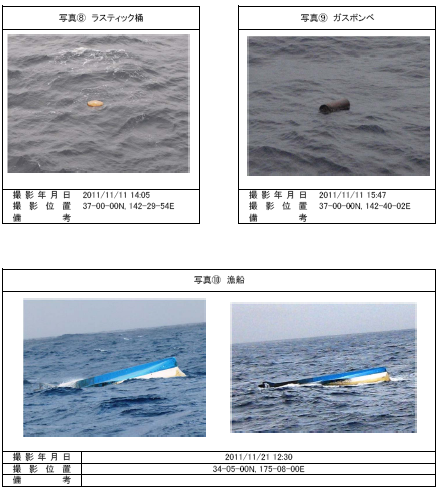 写真⑧ ラスティック桶
撮影年月日 2011/11/11 14:05
撮影位置 37-00-00N, 142-29-54E
備考
写真⑨ ガスボンベ
撮影年月日 2011/11/11 15:47
撮影位置 37-00-00N, 142-40-02E
備考
写真⑩ 漁船
撮影年月日 2011/11/21 12:30
撮影位置 34-05-00N, 175-08-00E
備考